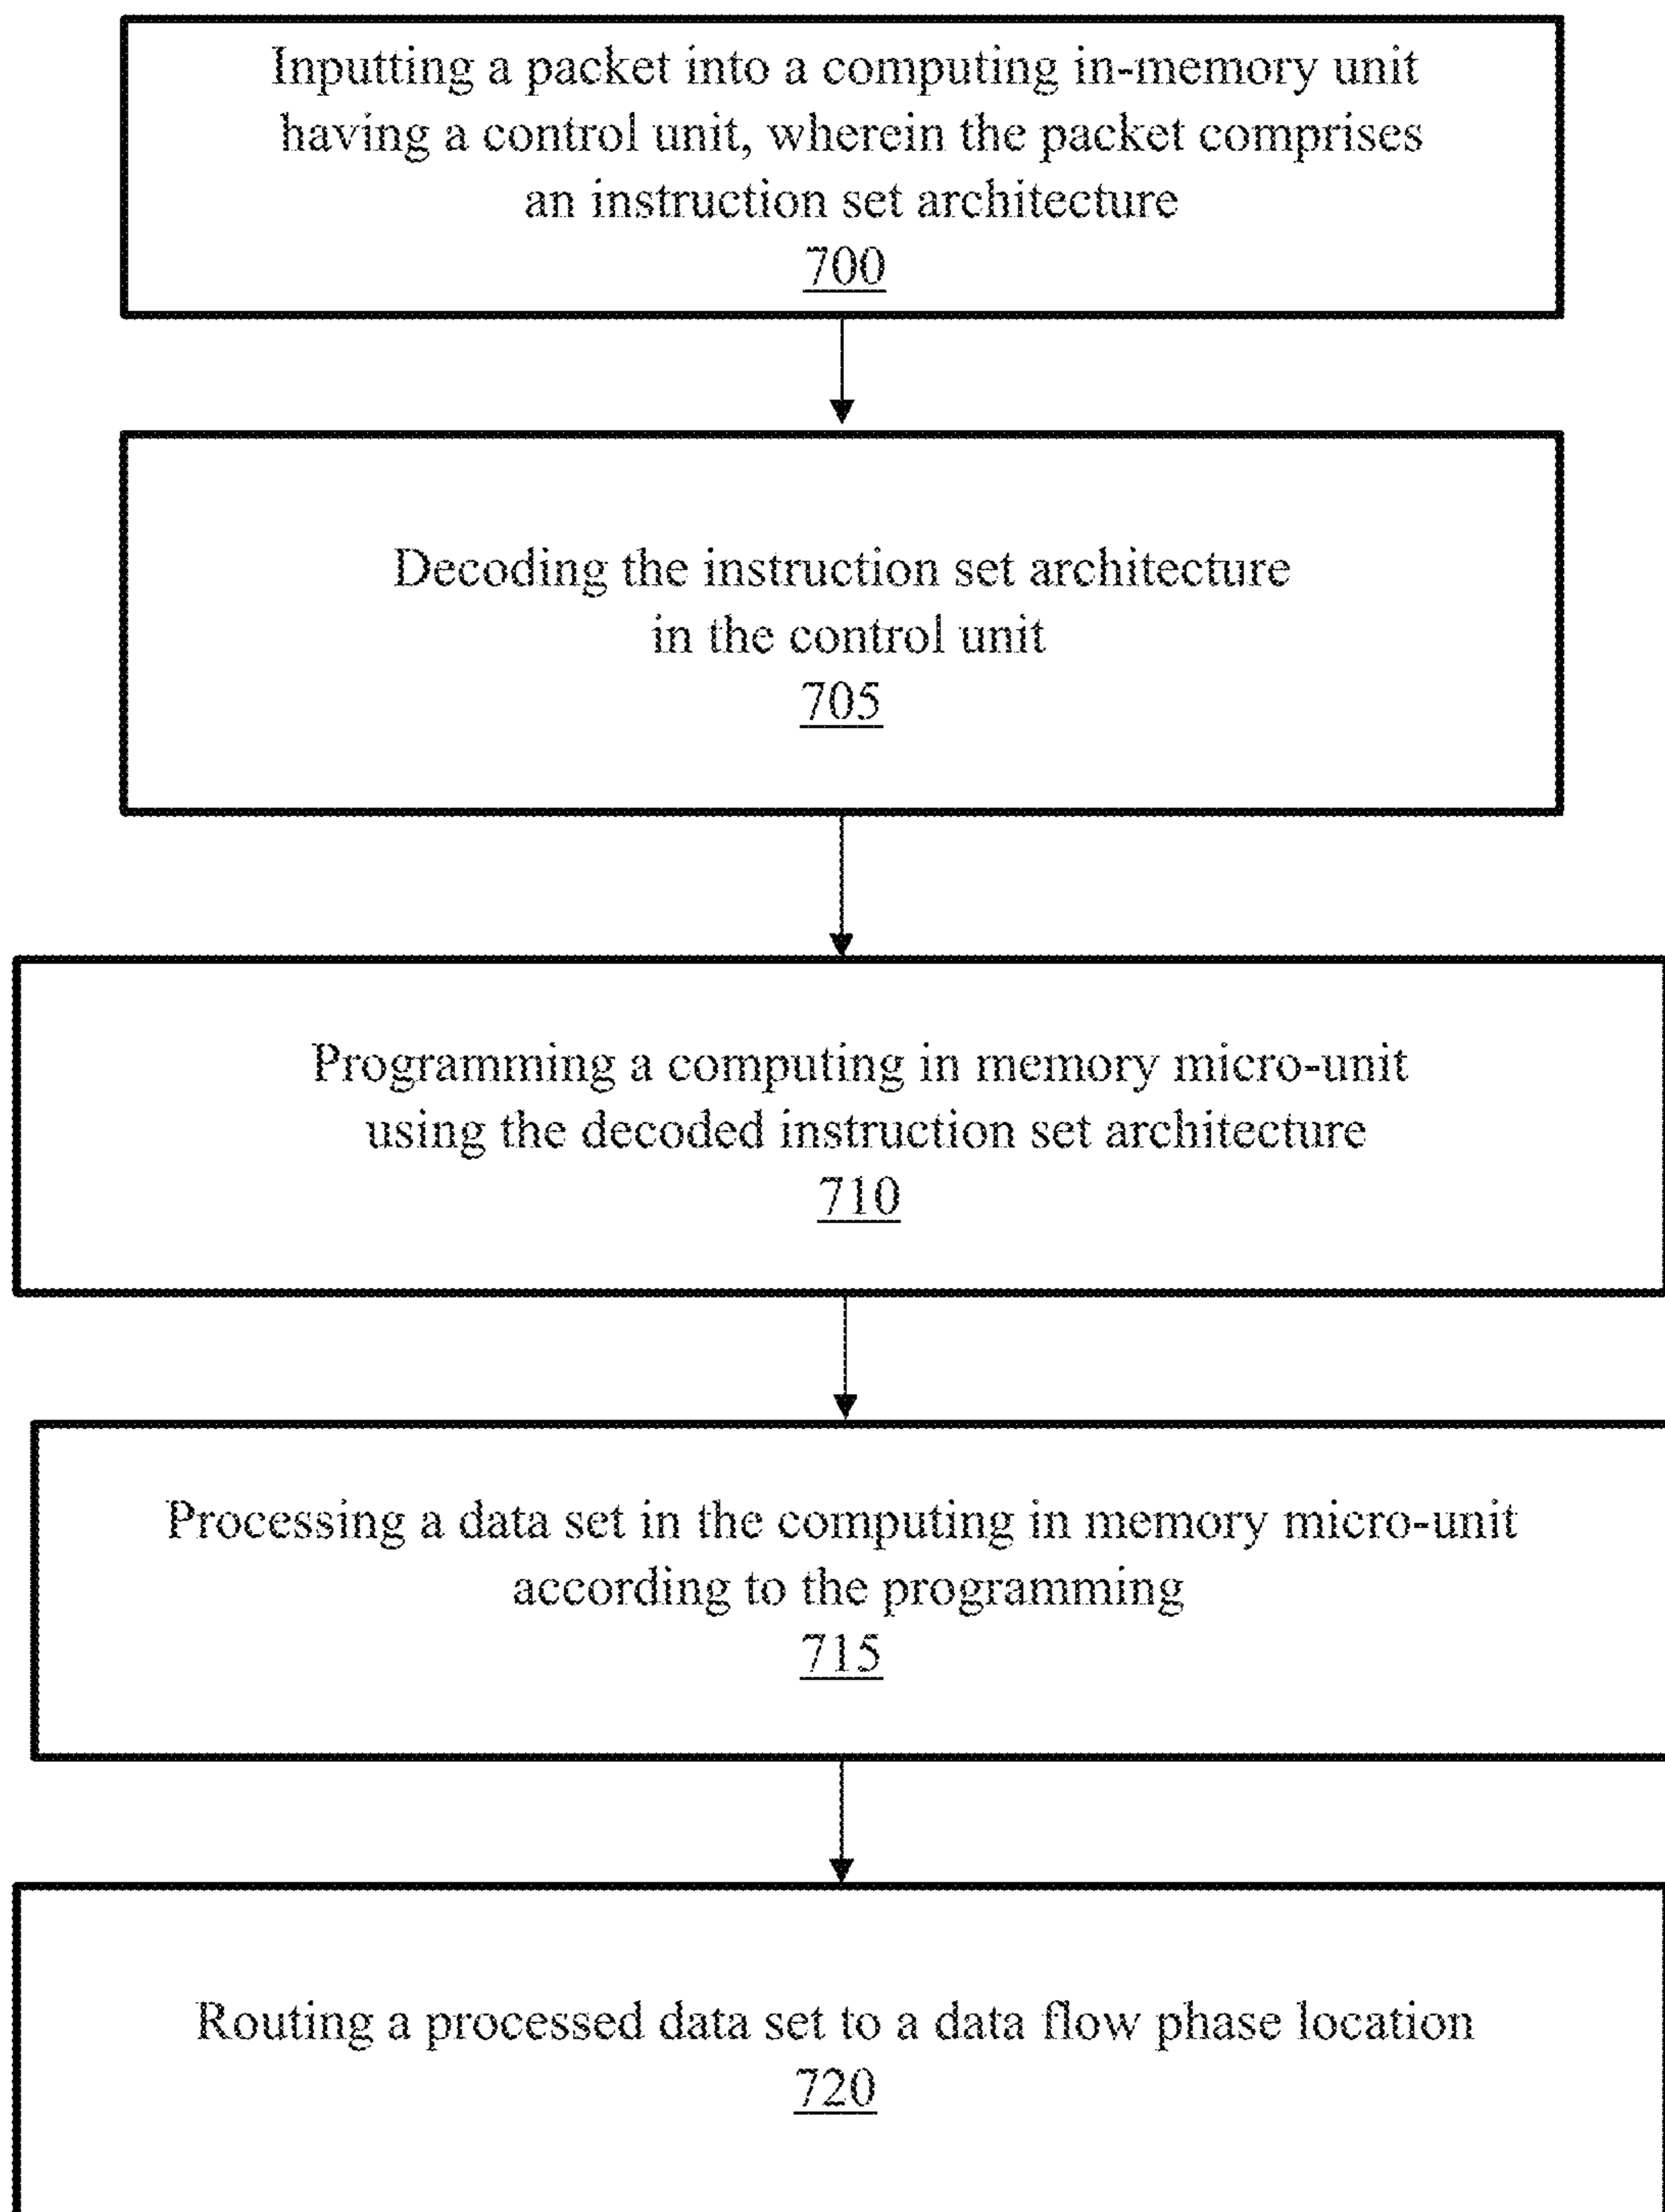 Inputting a packet into a computing in-memory unit
having a control unit, wherein the packet comprises
an instruction set architecture
700
Decoding the instruction set architecture
in the control unit
705
Programming a computing in memory micro-unit
using the decoded instruction set architecture
710
Processing a data set in the computing in memory micro-unit
according to the programming
715
Routing a processed data set to a data flow phase location
720